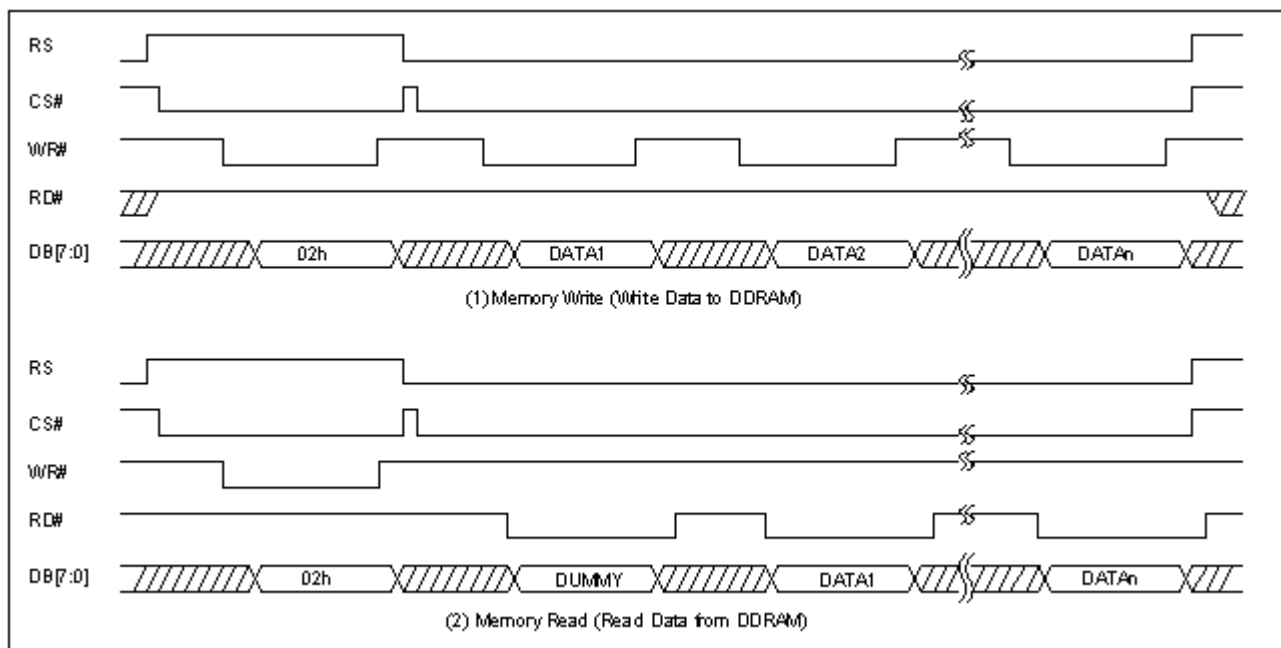 RS
CS#
WR#
RD#
DB[7:0] 02h DATA1 DATA2 DATAn
(1) Memory Write (Write Data to DDRAM)
RS
CS#
WR#
RD#
DB[7:0] 02h DUMMY DATA1 DATAn
(2) Memory Read (Read Data from DDRAM)